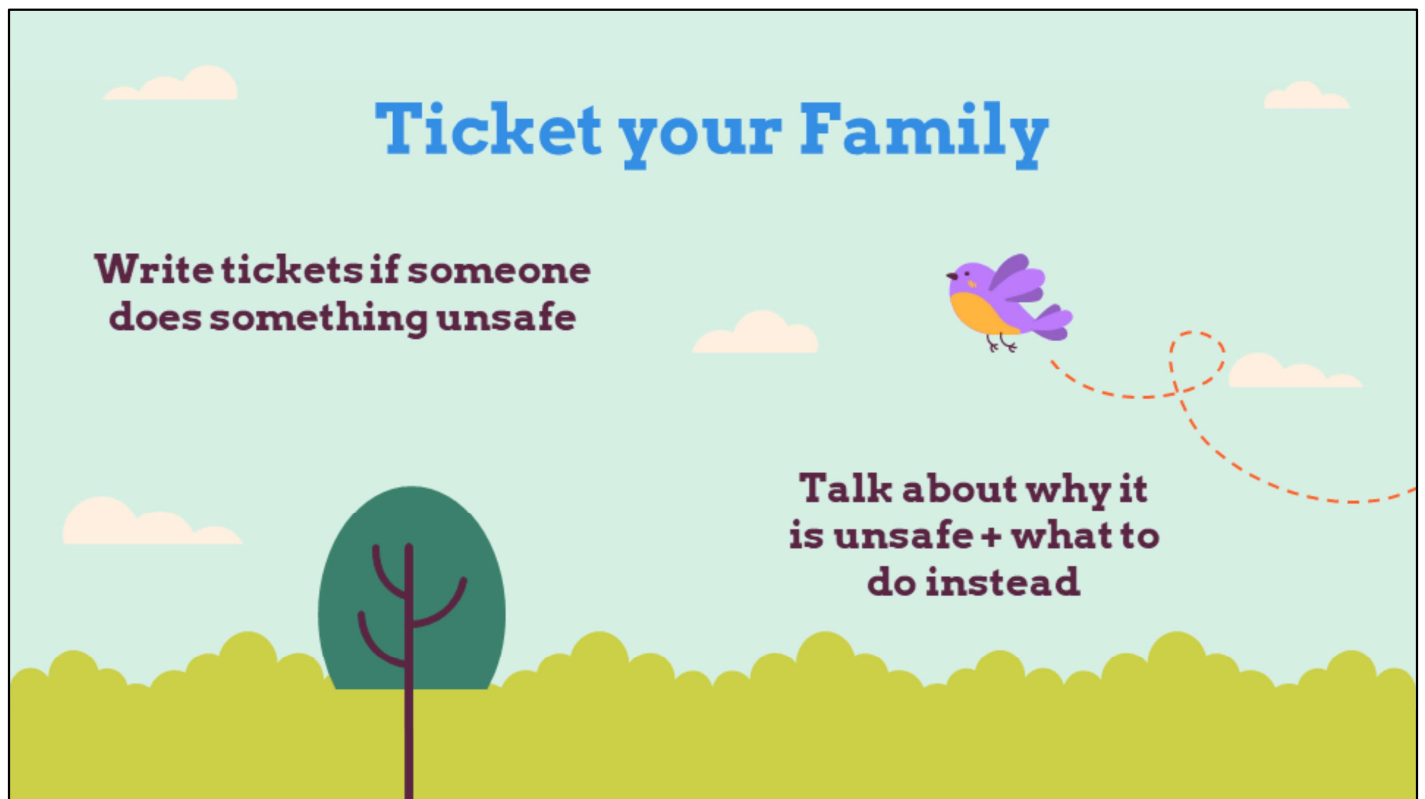 Ticket your Family
Write tickets if someone
does something unsafe
Talk about why it
is unsafe + what to
do instead